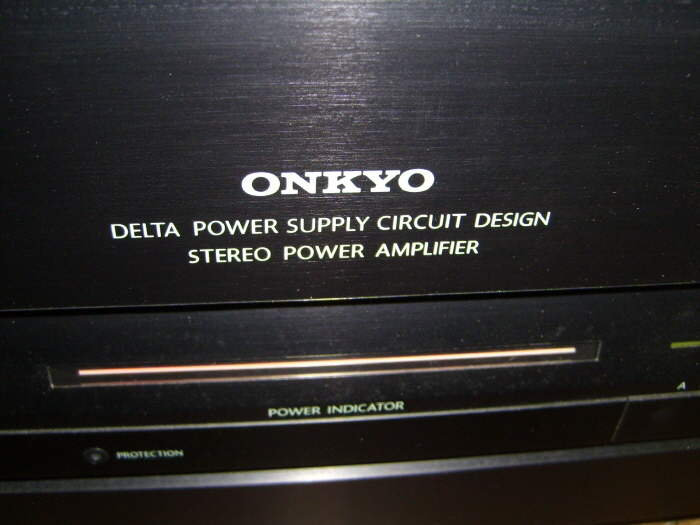 ONKYO
DELTA POWER SUPPLY CIRCUIT DESIGN
STEREO POWER AMPLIFIER
POWER INDICATOR
A
PROTECTION